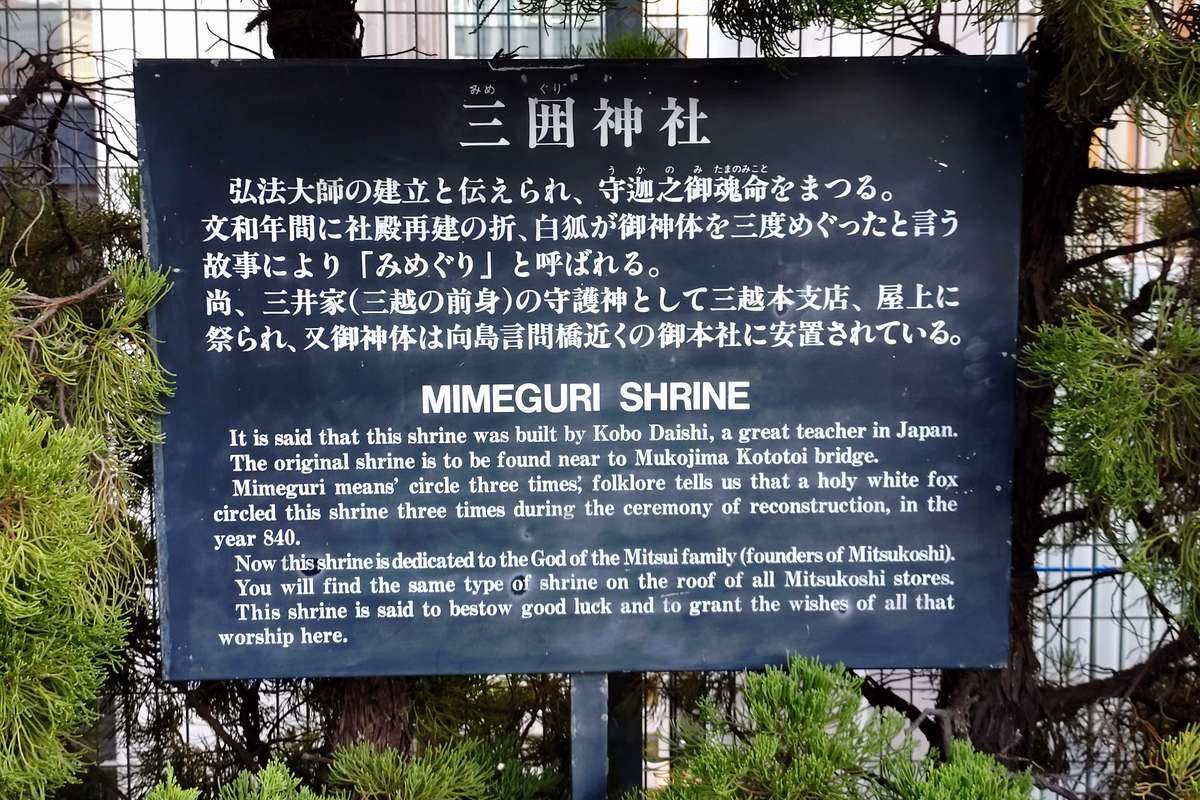 みめ ぐり
三囲神社
うかのみたまのみこと
弘法大師の建立と伝えられ、守迦之御魂命をまつる。
文和年間に社殿再建の折、白狐が御神体を三度めぐったと言う
故事により「みめぐり」と呼ばれる。
尚、三井家(三越の前身)の守護神として三越本支店、屋上に
祭られ、又御神体は向島言問橋近くの御本社に安置されている。
MIMEGURI SHRINE
It is said that this shrine was built by Kobo Daishi, a great teacher in Japan.
The original shrine is to be found near to Mukojima Kototoi bridge.
Mimeguri means’ circle three times’, folklore tells us that a holy white fox
circled this shrine three times during the ceremony of reconstruction, in the
year 840.
Now this shrine is dedicated to the God of the Mitsui family (founders of Mitsukoshi).
You will find the same type of shrine on the roof of all Mitsukoshi stores.
This shrine is said to bestow good luck and to grant the wishes of all that
worship here.